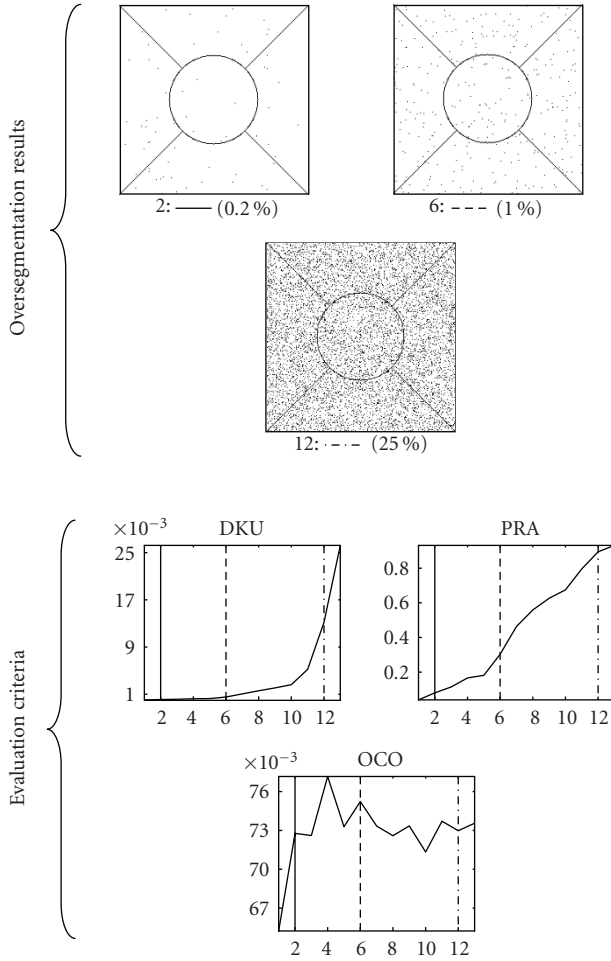 Oversegmentation results
2: —— (0.2%)
6: - - - (1%)
12: · – · – (25%)
Evaluation criteria
×10⁻³
DKU
25
17
9
1
2 4 6 8 10 12
PRA
0.8
0.6
0.4
0.2
2 4 6 8 10 12
×10⁻³
OCO
76
73
70
67
2 4 6 8 10 12